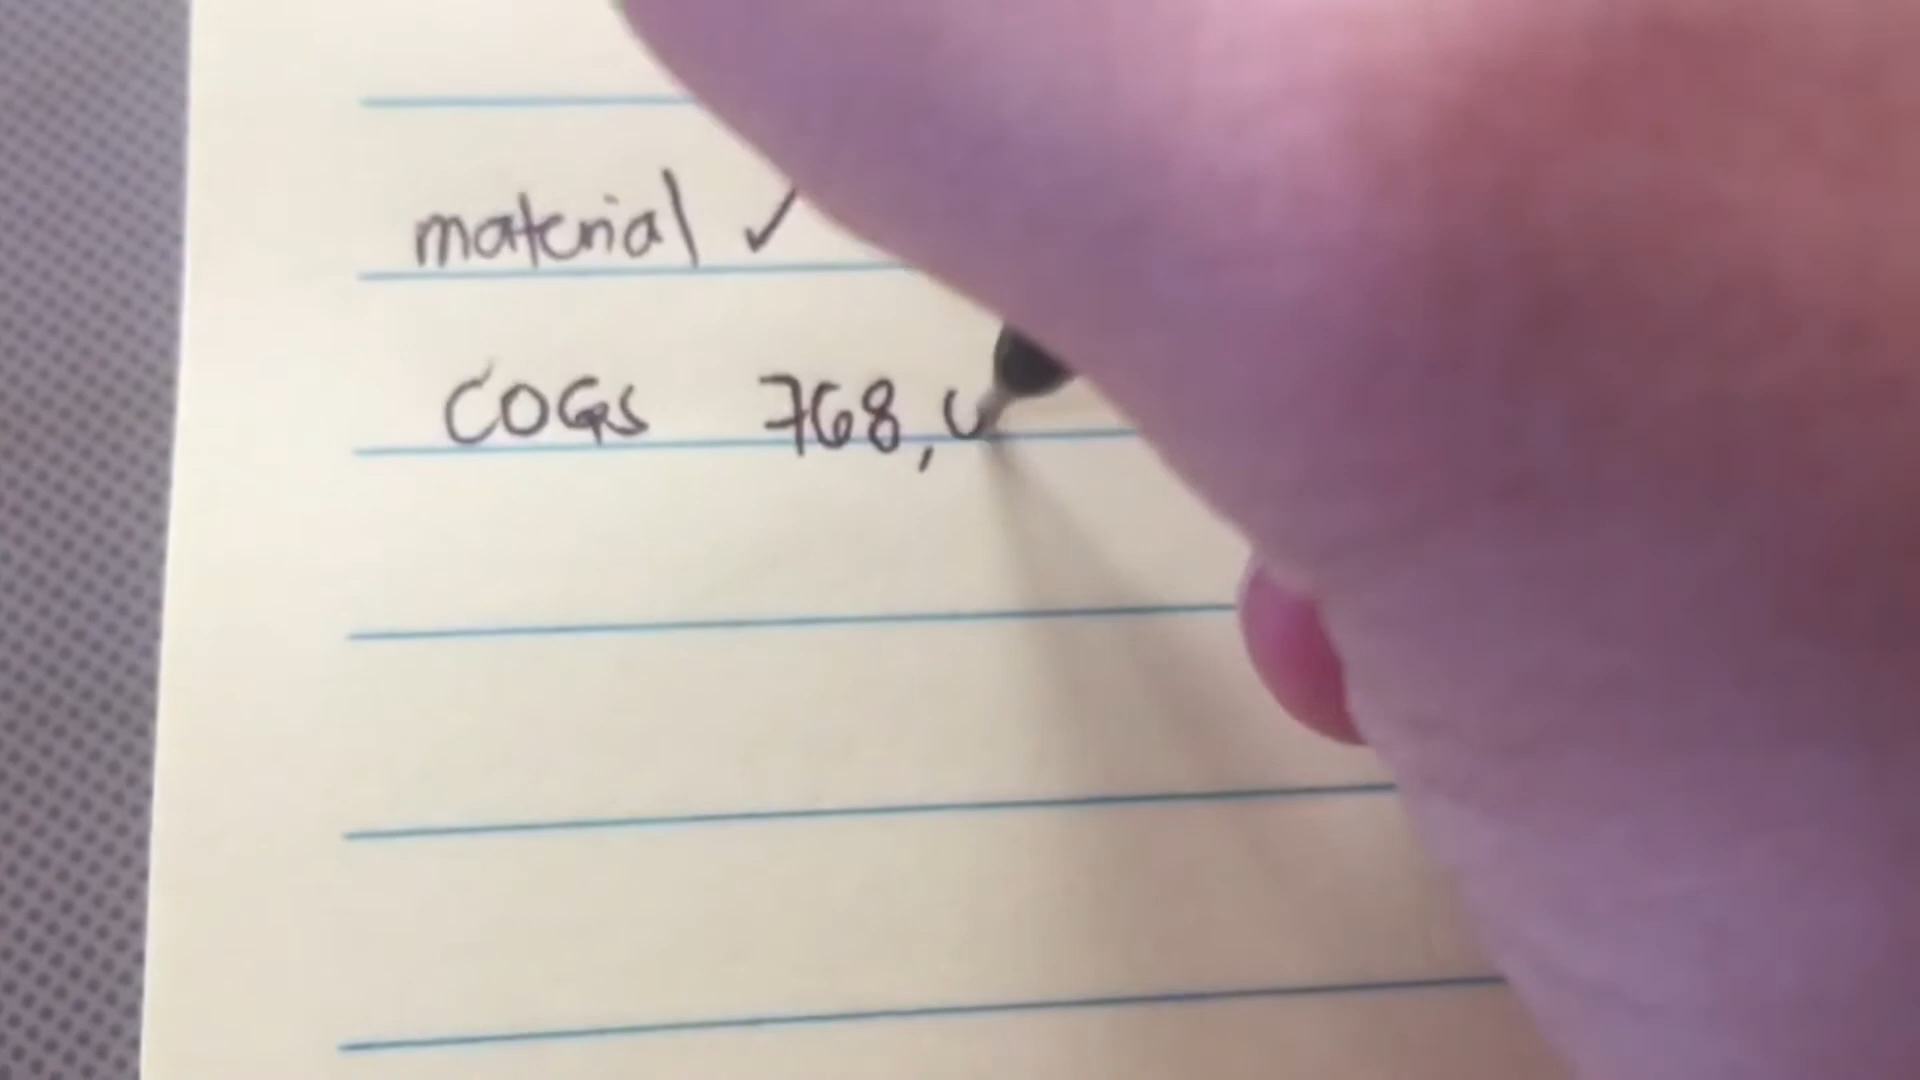 material ✓
COGS 768,